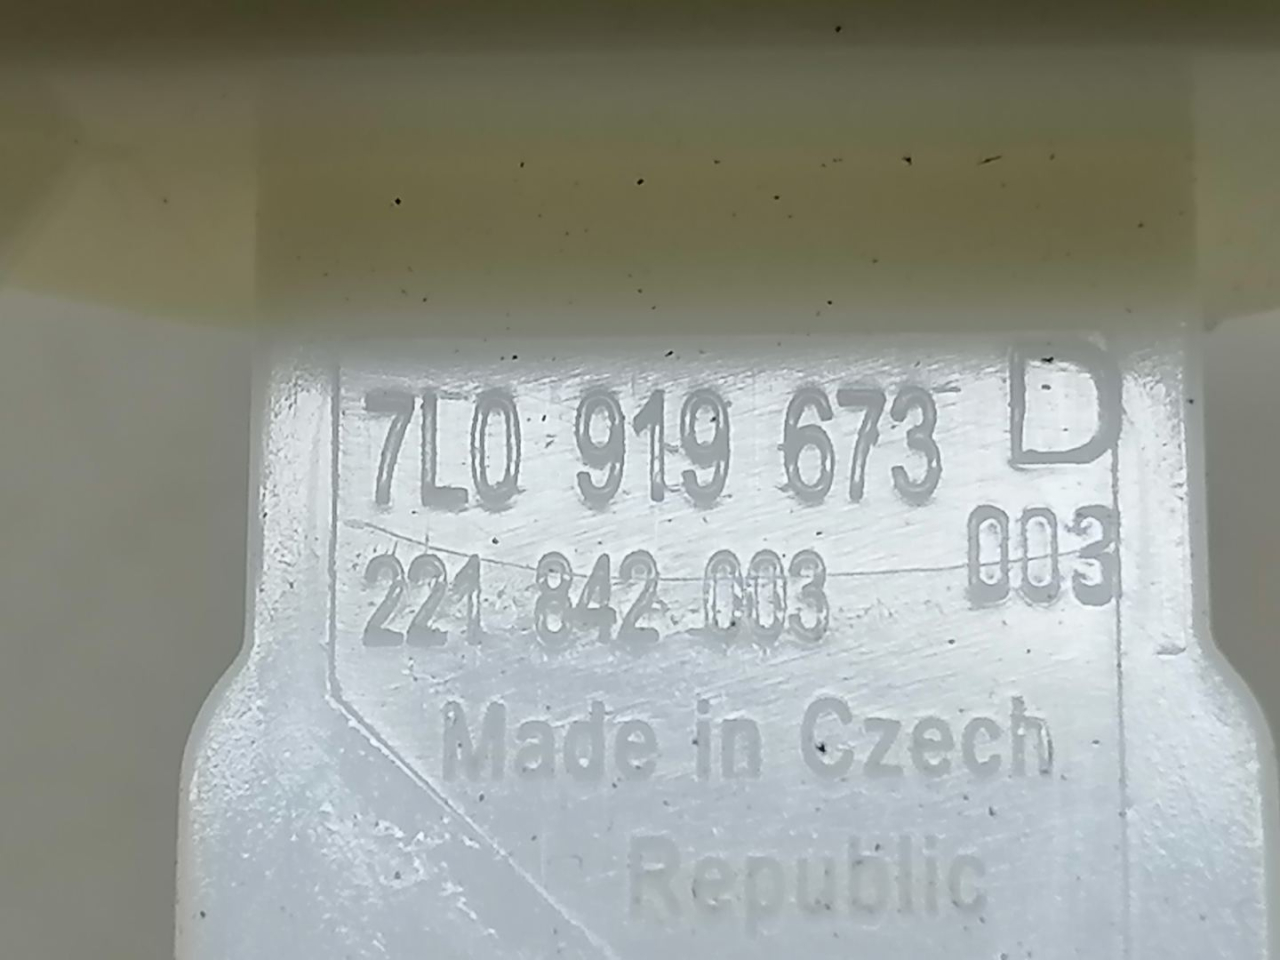 7L0 919 673 D
221 842 003 003
Made in Czech
Republic